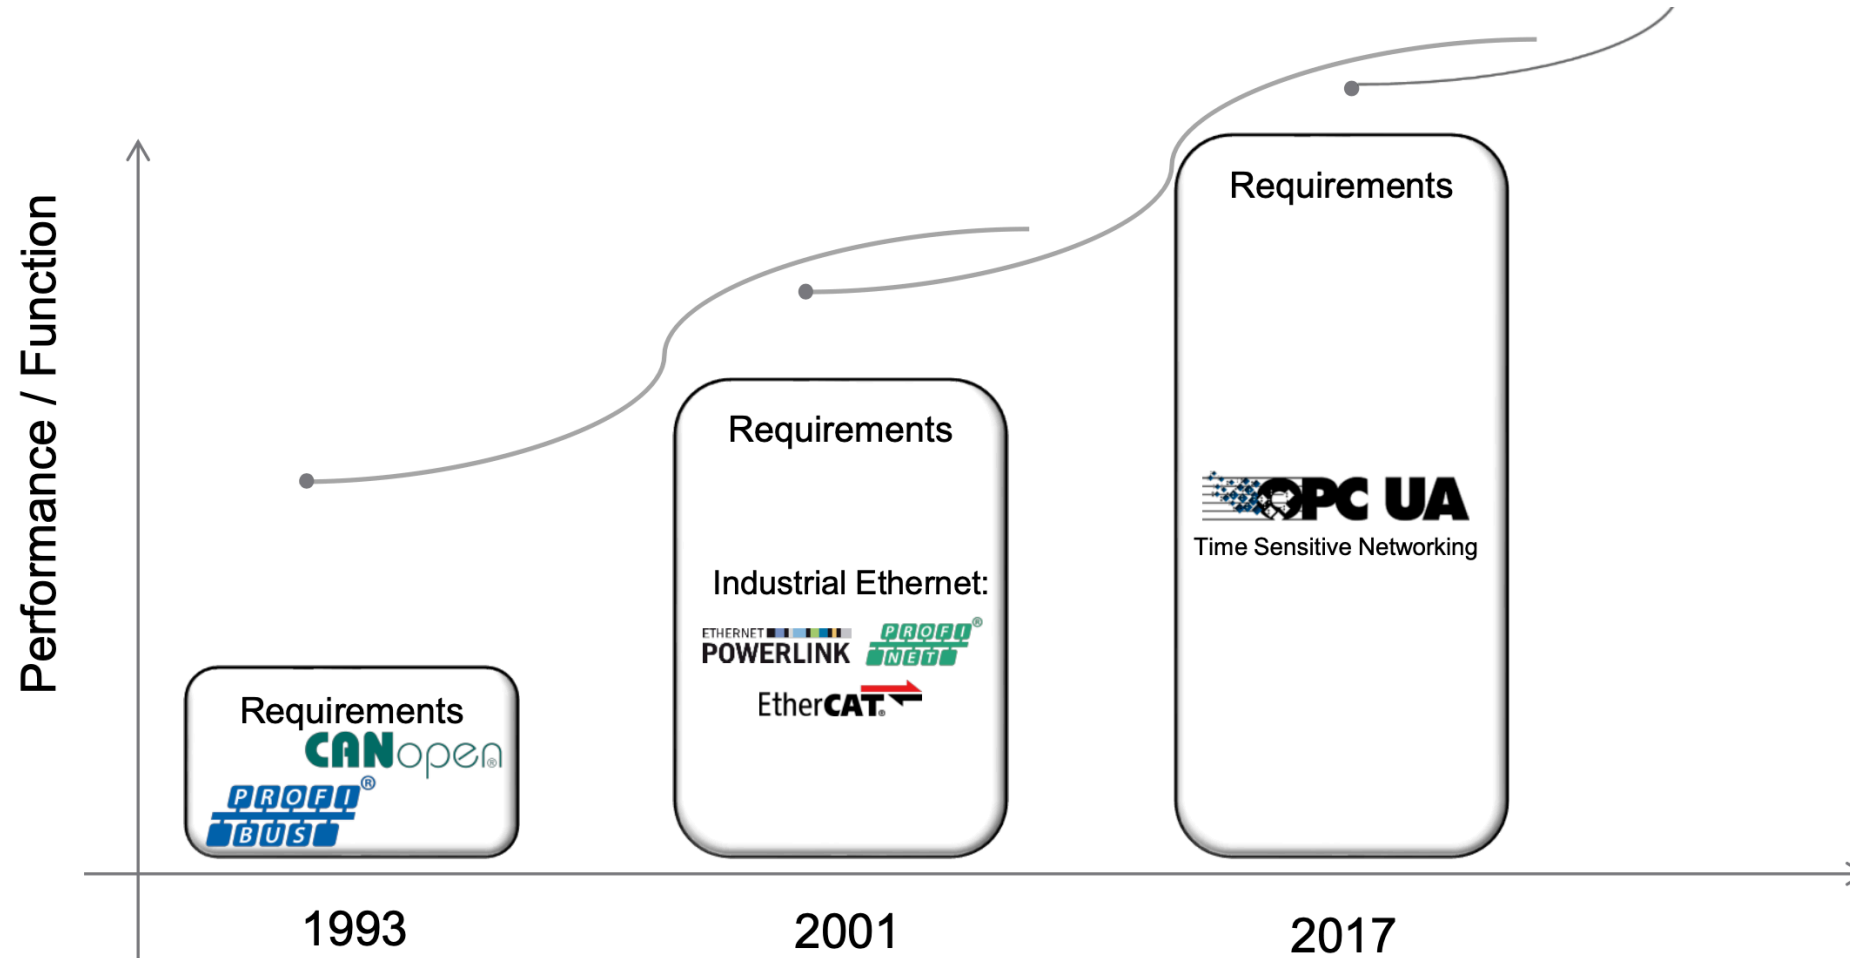 Performance / Function
Requirements
CANopen®
PROFI®
BUS
1993
Requirements
Industrial Ethernet:
ETHERNET
POWERLINK
PROFI®
NET
EtherCAT®
2001
Requirements
OPC UA
Time Sensitive Networking
2017